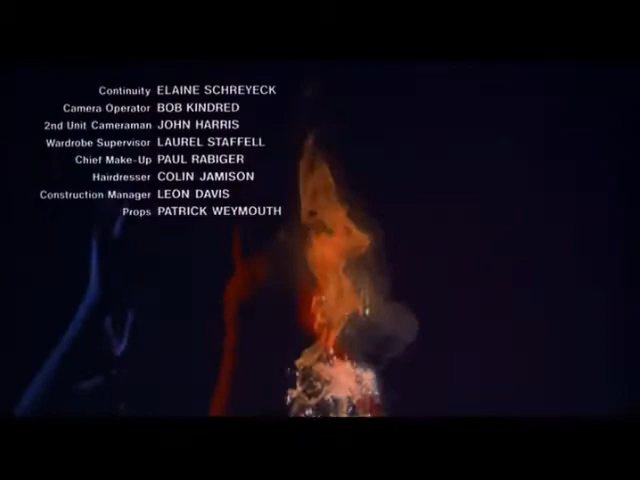 Continuity ELAINE SCHREYECK
Camera Operator BOB KINDRED
2nd Unit Cameraman JOHN HARRIS
Wardrobe Supervisor LAUREL STAFFELL
Chief Make-Up PAUL RABIGER
Hairdresser COLIN JAMISON
Construction Manager LEON DAVIS
Props PATRICK WEYMOUTH